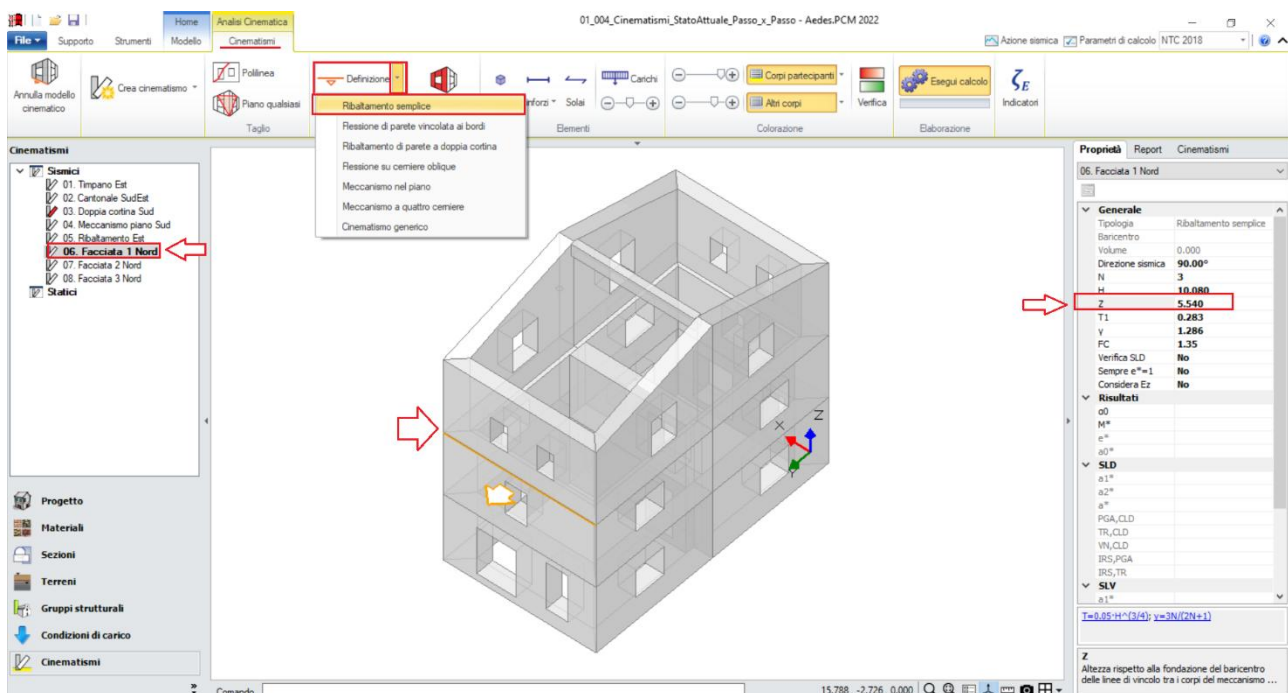 01_004_Cinematismi_StatoAttuale_Passo_x_Passo - Aedes.PCM 2022
Home
Analisi Cinematica
File
Supporto
Strumenti
Modello
Cinematismi
Azione sismica
Parametri di calcolo
NTC 2018
Annulla modello cinematico
Crea cinematismo
Polilinea
Piano qualsiasi
Taglio
Definizione
Ribaltamento semplice
Flessione di parete vincolata ai bordi
Ribaltamento di parete a doppia cortina
Flessione su cerniere oblique
Meccanismo nel piano
Meccanismo a quattro cerniere
Cinematismo generico
Solai
Carichi
Elementi
Corpi partecipanti
Altri corpi
Verifica
Colorazione
Esegui calcolo
Elaborazione
ζE
Indicatori
Cinematismi
Sismici
01. Timpano Est
02. Cantonale SudEst
03. Doppia cortina Sud
04. Meccanismo piano Sud
05. Ribaltamento Est
06. Facciata 1 Nord
07. Facciata 2 Nord
08. Facciata 3 Nord
Statici
Progetto
Materiali
Sezioni
Terreni
Gruppi strutturali
Condizioni di carico
Cinematismi
X
Y
Z
Comando
15.788 -2.726 0.000
Proprietà
Report
Cinematismi
06. Facciata 1 Nord
Generale
Tipologia Ribaltamento semplice
Baricentro
Volume 0.000
Direzione sismica 90.00°
N 3
H 10.080
Z 5.540
T1 0.283
γ 1.286
FC 1.35
Verifica SLD No
Sempre e*=1 No
Considera Ez No
Risultati
α0
M*
e*
a0*
SLD
a1*
a2*
a*
PGA,CLD
TR,CLD
VN,CLD
IRS,PGA
IRS,TR
SLV
a1*
T=0.05·H^(3/4); γ=3N/(2N+1)
Z
Altezza rispetto alla fondazione del baricentro
delle linee di vincolo tra i corpi del meccanismo ...